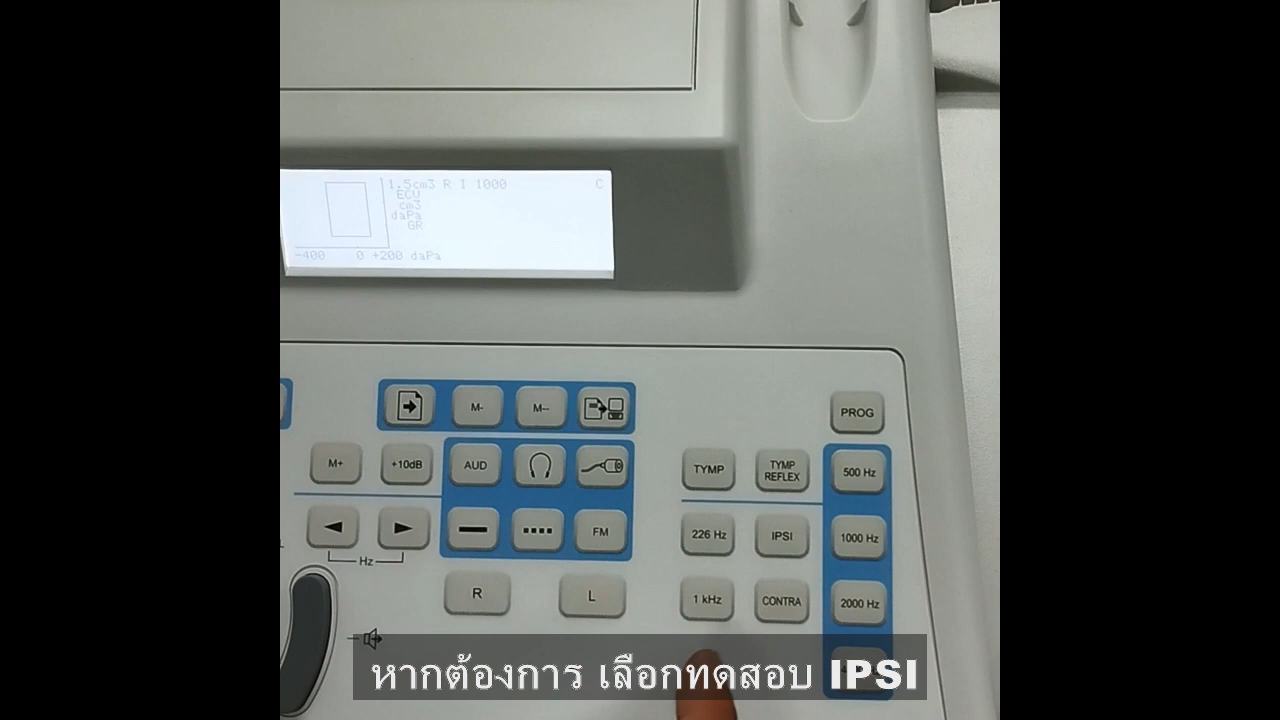 1.5cm3 R I 1000 C
ECV
cm3
daPa
GR
-400 0 +200 daPa
PROG
M- M--
M+ +10dB AUD TYMP TYMP REFLEX 500 Hz
FM 226 Hz IPSI 1000 Hz
Hz
R L 1 kHz CONTRA 2000 Hz
หากต้องการ เลือกทดสอบ IPSI